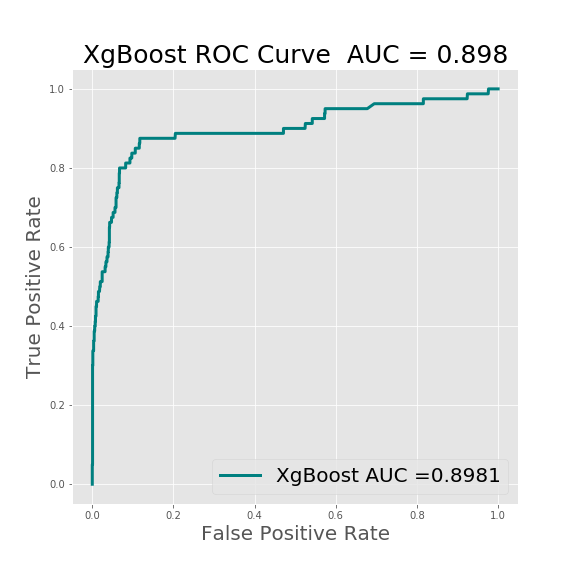 XgBoost ROC Curve  AUC = 0.898
True Positive Rate
1.0
0.8
0.6
0.4
0.2
0.0
XgBoost AUC =0.8981
0.0 0.2 0.4 0.6 0.8 1.0
False Positive Rate